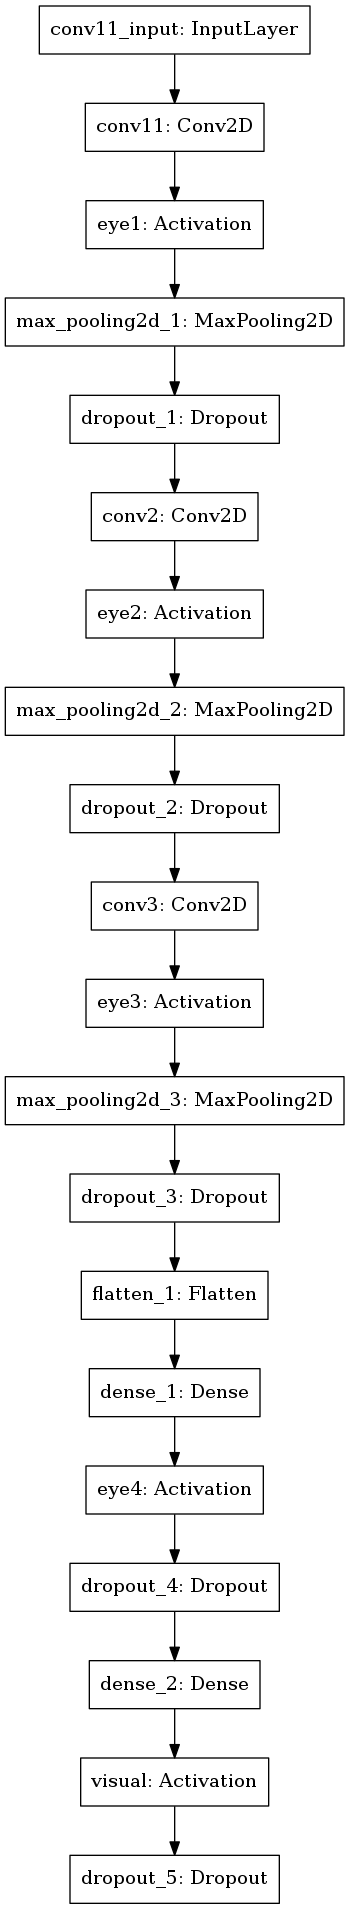 conv11_input: InputLayer
conv11: Conv2D
eye1: Activation
max_pooling2d_1: MaxPooling2D
dropout_1: Dropout
conv2: Conv2D
eye2: Activation
max_pooling2d_2: MaxPooling2D
dropout_2: Dropout
conv3: Conv2D
eye3: Activation
max_pooling2d_3: MaxPooling2D
dropout_3: Dropout
flatten_1: Flatten
dense_1: Dense
eye4: Activation
dropout_4: Dropout
dense_2: Dense
visual: Activation
dropout_5: Dropout